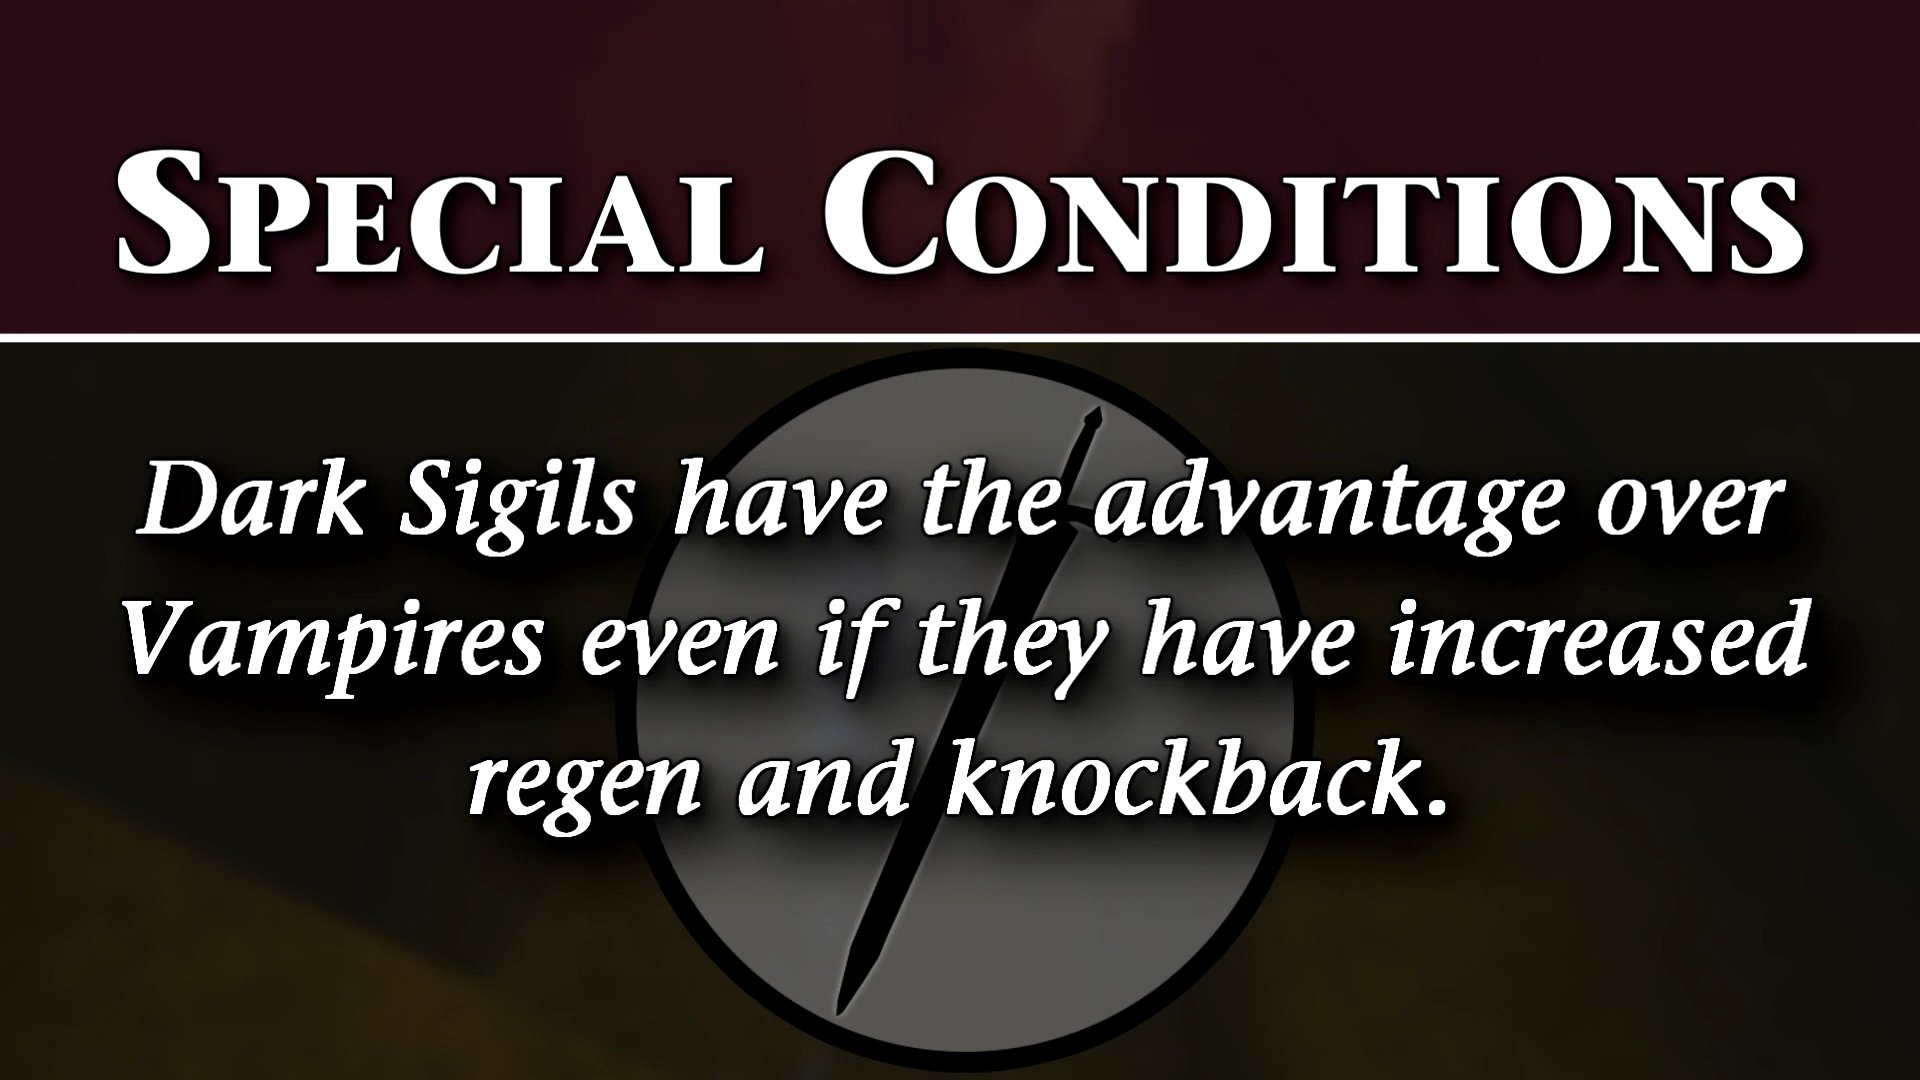 Special Conditions
Dark Sigils have the advantage over
Vampires even if they have increased
regen and knockback.